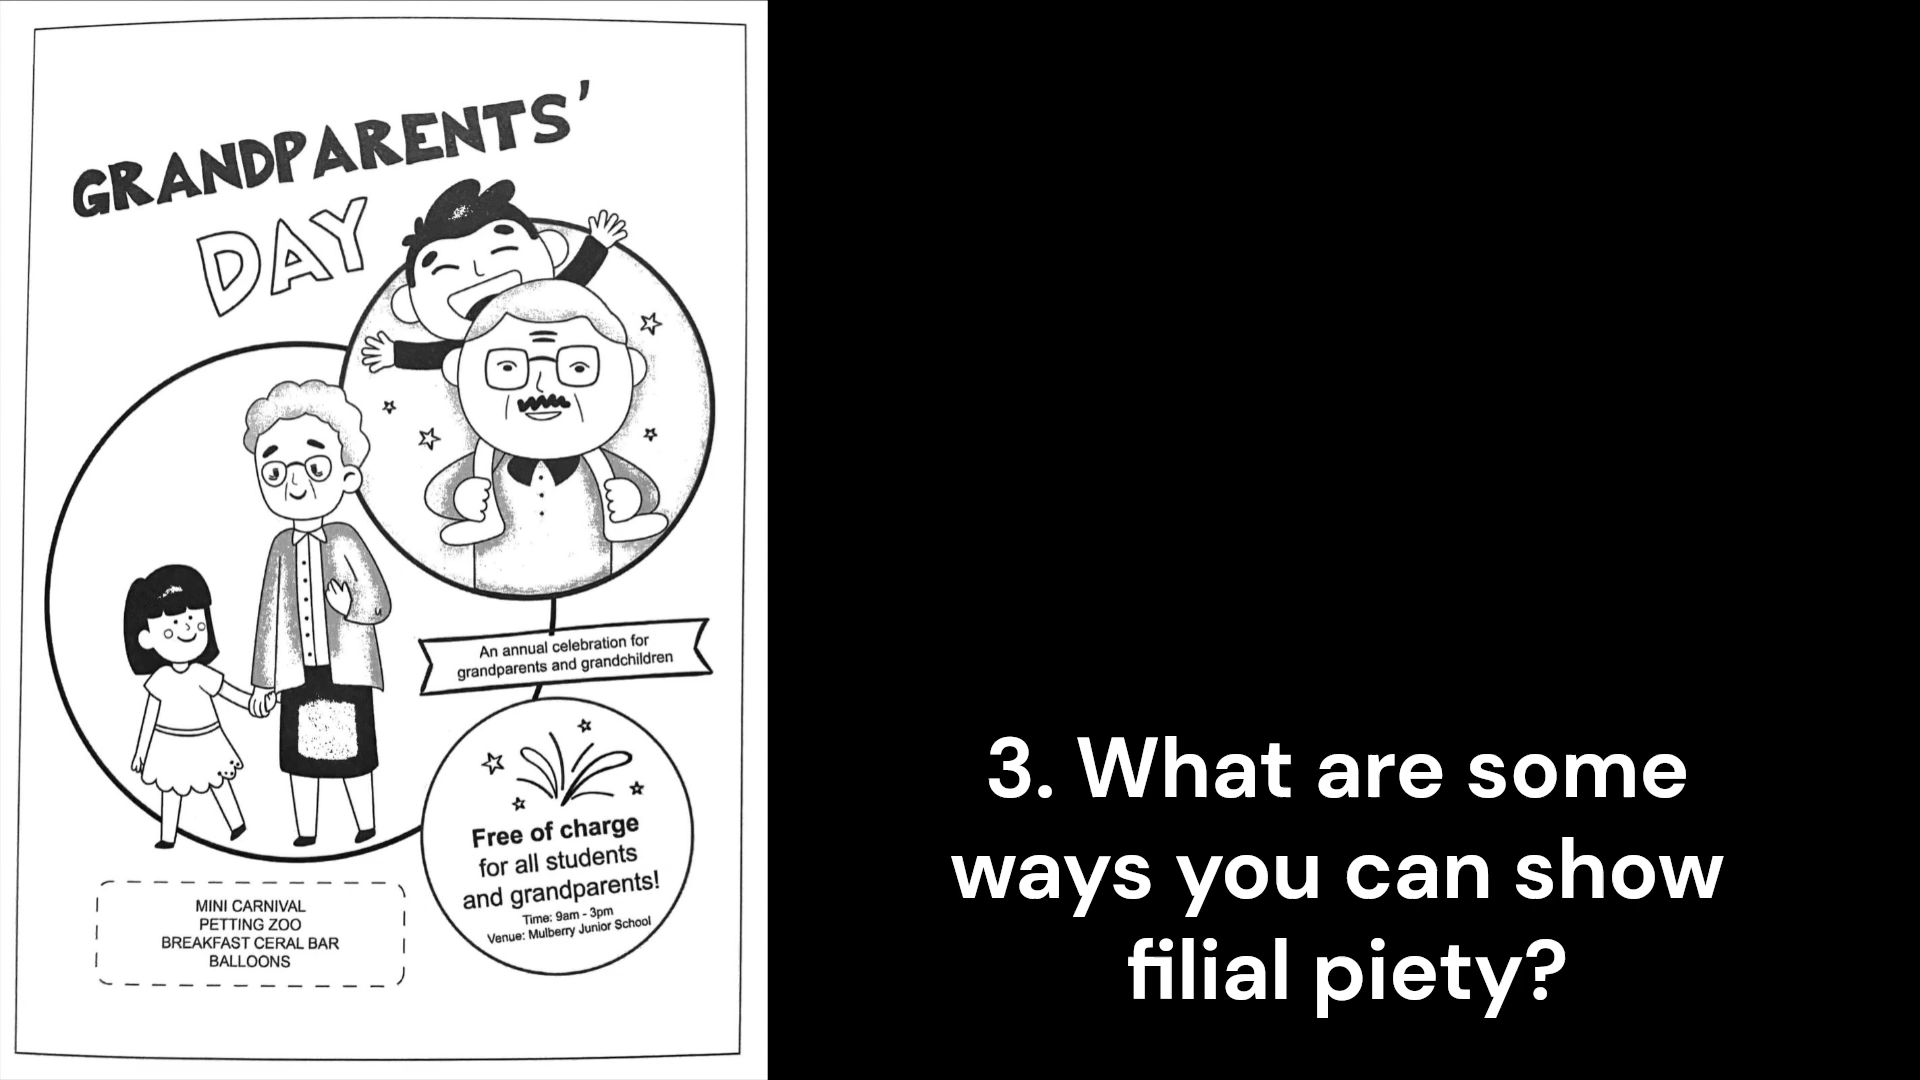 GRANDPARENTS'
DAY
An annual celebration for
grandparents and grandchildren
Free of charge
for all students
and grandparents!
Time: 9am - 3pm
Venue: Mulberry Junior School
MINI CARNIVAL
PETTING ZOO
BREAKFAST CERAL BAR
BALLOONS
3. What are some
ways you can show
filial piety?